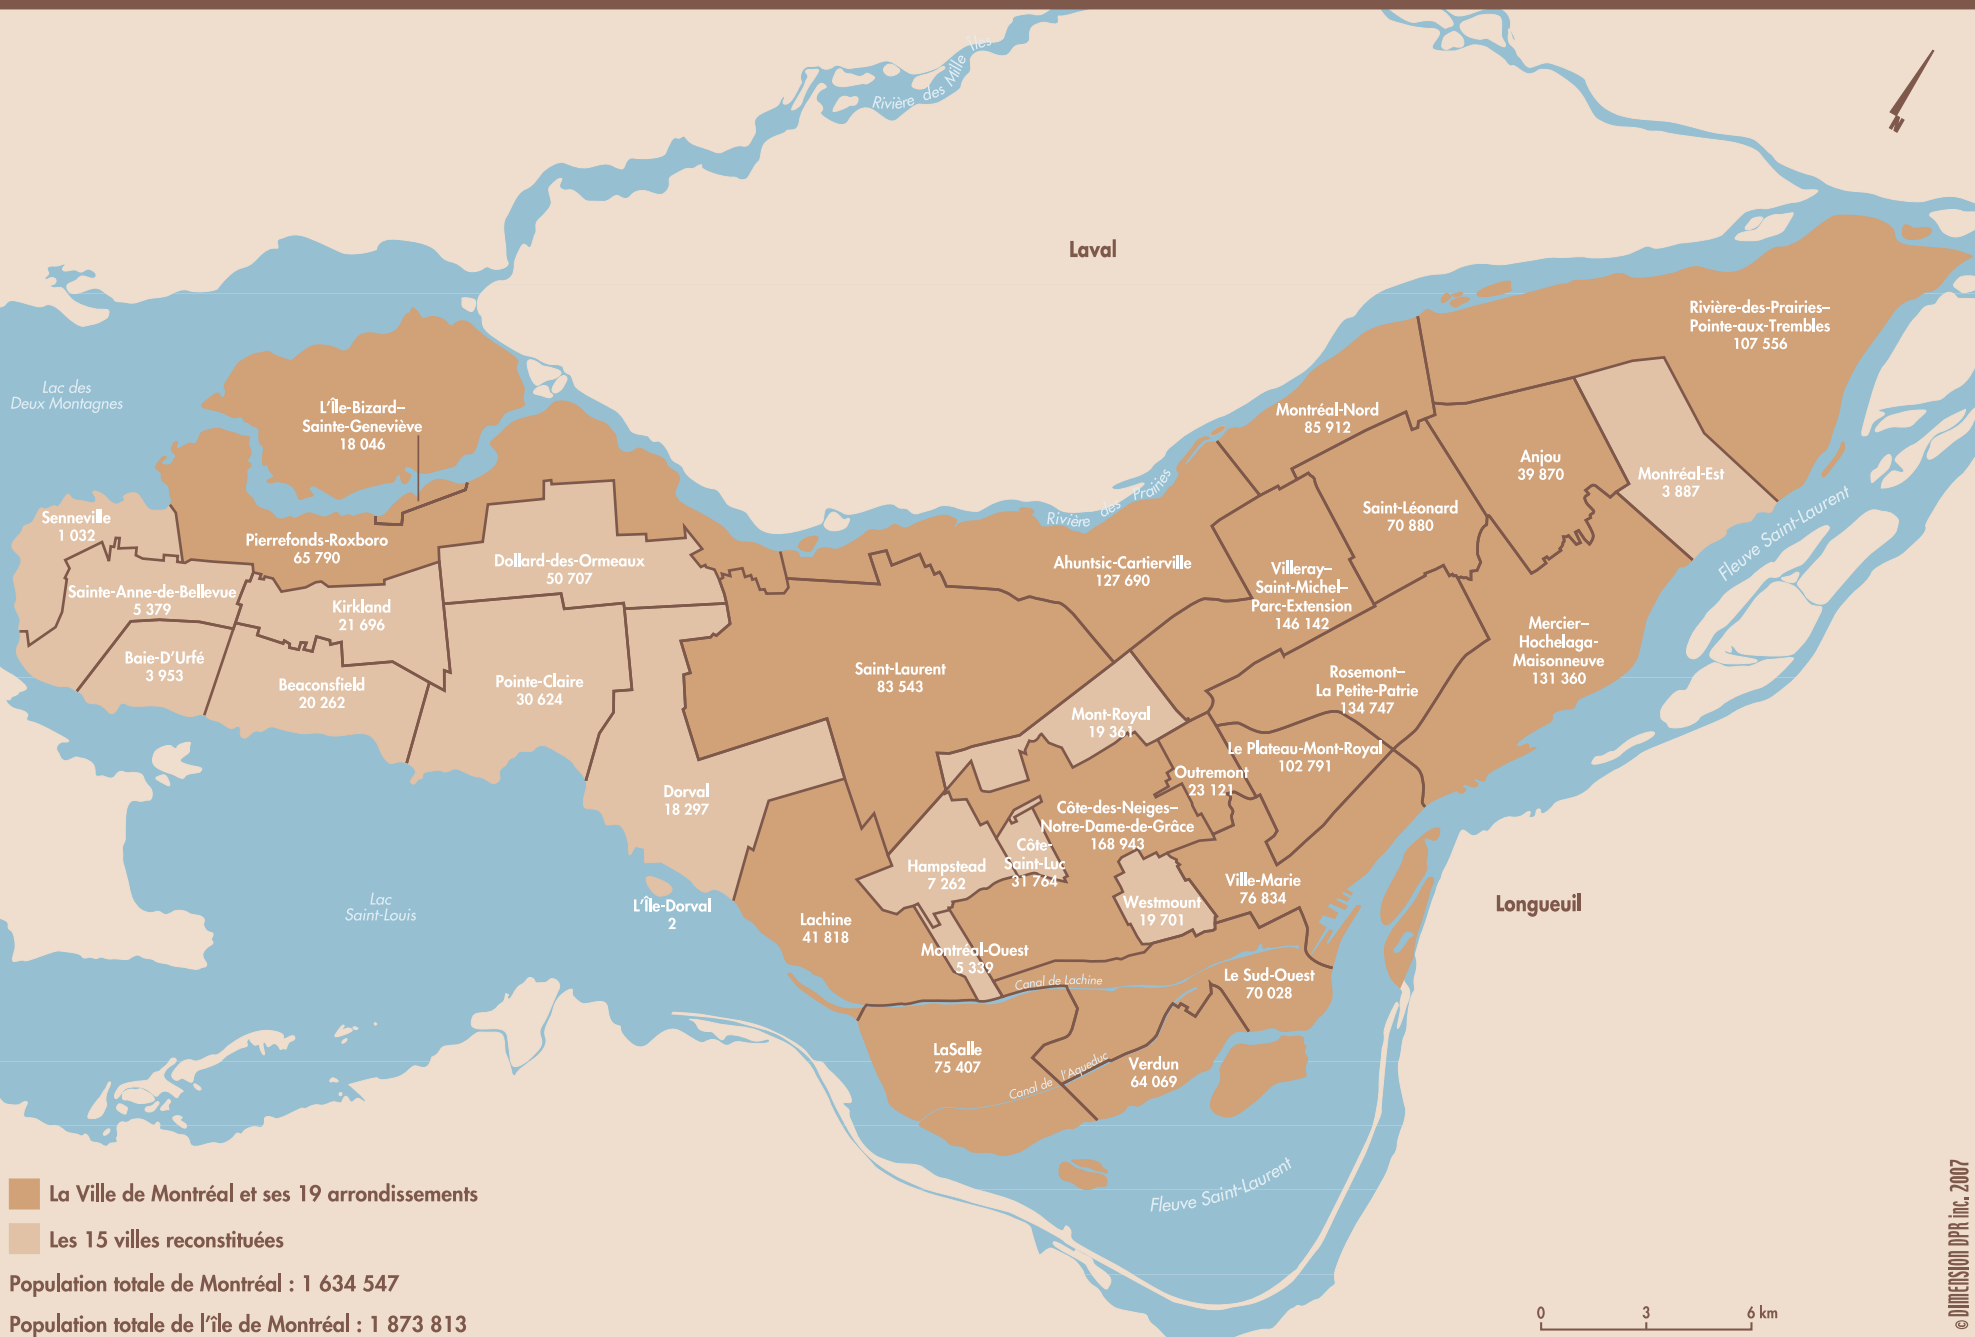 Rivière des Mille Îles
N
Laval
Rivière-des-Prairies–
Pointe-aux-Trembles
107 556
Lac des
Deux Montagnes
L'Île-Bizard–
Sainte-Geneviève
18 046
Montréal-Nord
85 912
Anjou
39 870
Montréal-Est
3 887
Saint-Léonard
70 880
Rivière des Prairies
Fleuve Saint-Laurent
Senneville
1 032
Pierrefonds-Roxboro
65 790
Dollard-des-Ormeaux
50 707
Ahuntsic-Cartierville
127 690
Villeray–
Saint-Michel–
Parc-Extension
146 142
Sainte-Anne-de-Bellevue
5 379
Kirkland
21 696
Mercier–
Hochelaga-
Maisonneuve
131 360
Baie-D'Urfé
3 953
Beaconsfield
20 262
Pointe-Claire
30 624
Saint-Laurent
83 543
Rosemont–
La Petite-Patrie
134 747
Mont-Royal
19 361
Le Plateau-Mont-Royal
102 791
Outremont
23 121
Dorval
18 297
Côte-des-Neiges–
Notre-Dame-de-Grâce
168 943
Côte-
Saint-Luc
31 764
Hampstead
7 262
Ville-Marie
76 834
Westmount
19 701
Longueuil
Lac
Saint-Louis
L'Île-Dorval
2
Lachine
41 818
Montréal-Ouest
5 339
Canal de Lachine
Le Sud-Ouest
70 028
LaSalle
75 407
Canal de l'Aqueduc
Verdun
64 069
Fleuve Saint-Laurent
La Ville de Montréal et ses 19 arrondissements
Les 15 villes reconstituées
Population totale de Montréal : 1 634 547
Population totale de l'île de Montréal : 1 873 813
0 3 6 km
© DIMENSION DPR inc. 2007